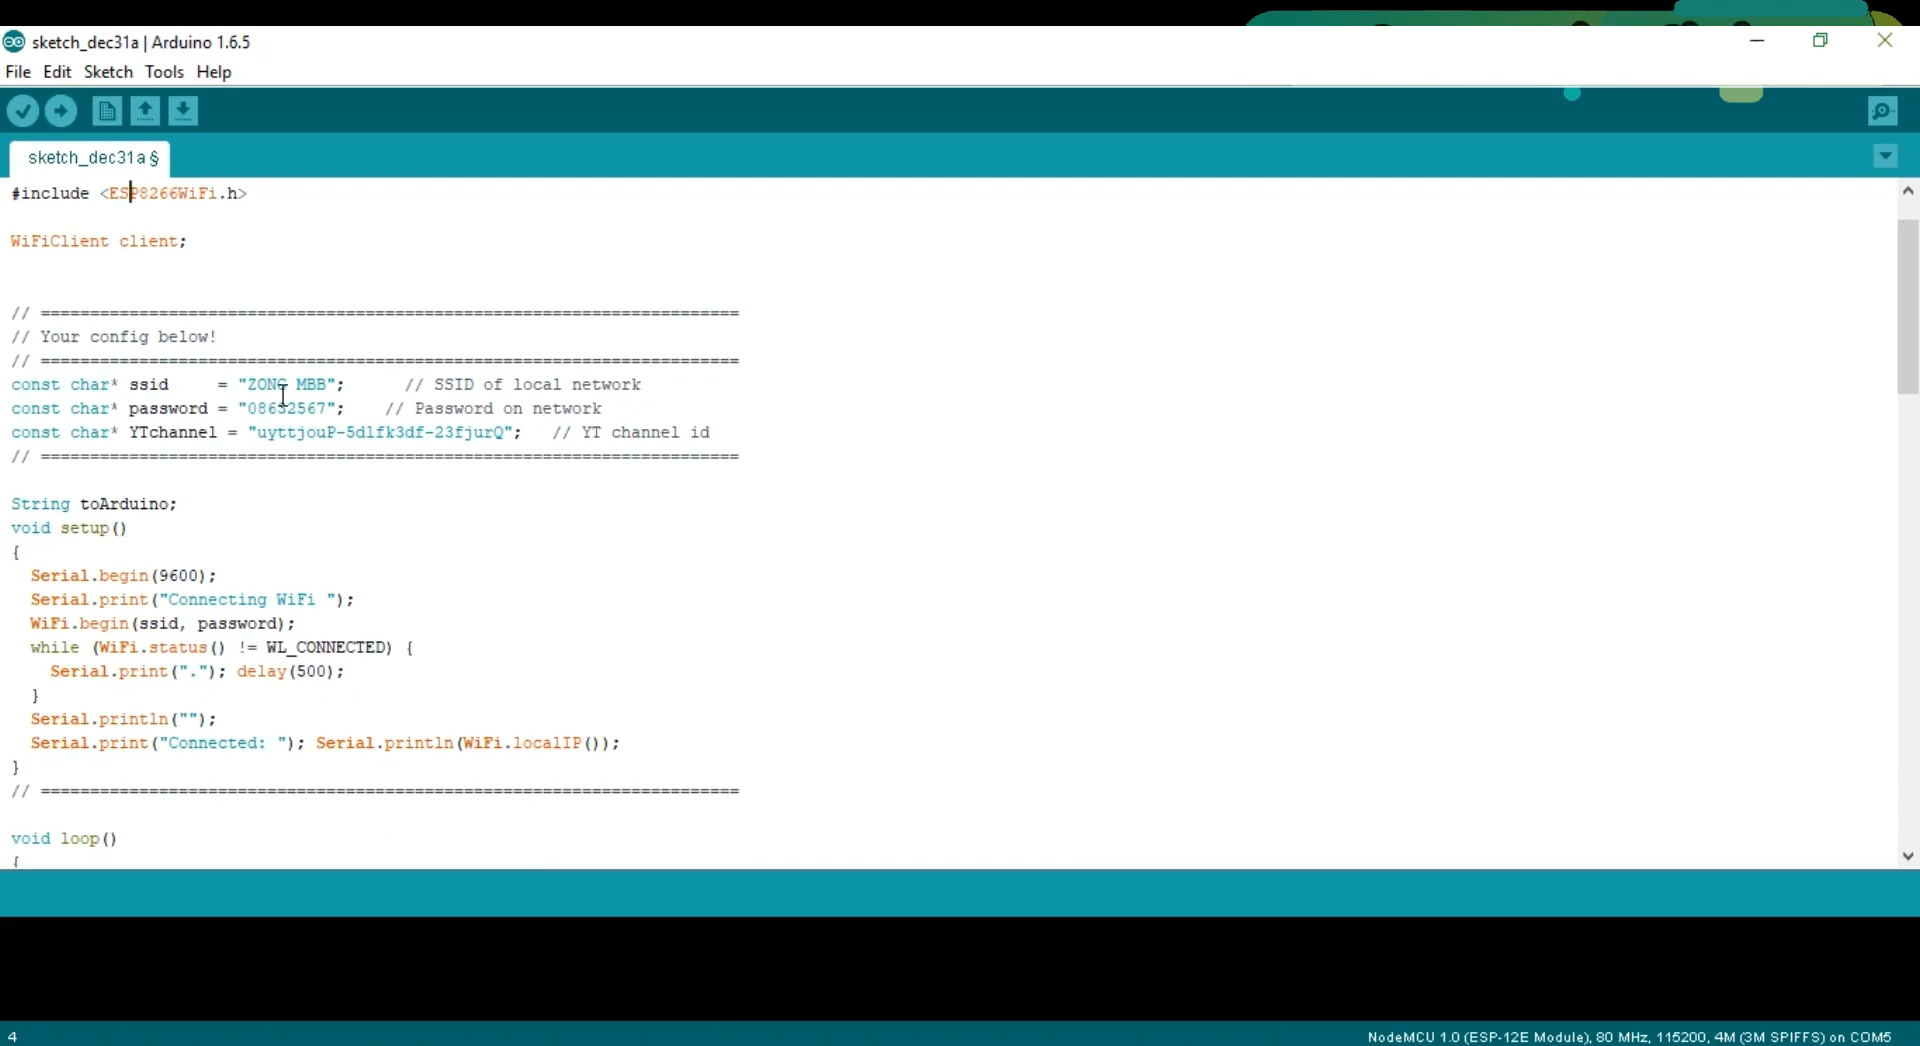 sketch_dec31a | Arduino 1.6.5
File Edit Sketch Tools Help
sketch_dec31a §
#include <ESP8266WiFi.h>
WiFiClient client;
// =======================================================================
// Your config below!
// =======================================================================
const char* ssid     = "ZONG MBB";      // SSID of local network
const char* password = "08652567";    // Password on network
const char* YTchannel = "uyttjouP-5dlfk3df-23fjurQ";   // YT channel id
// =======================================================================
String toArduino;
void setup()
{
  Serial.begin(9600);
  Serial.print("Connecting WiFi ");
  WiFi.begin(ssid, password);
  while (WiFi.status() != WL_CONNECTED) {
    Serial.print("."); delay(500);
  }
  Serial.println("");
  Serial.print("Connected: "); Serial.println(WiFi.localIP());
}
// =======================================================================
void loop()
{
4
NodeMCU 1.0 (ESP-12E Module), 80 MHz, 115200, 4M (3M SPIFFS) on COM5